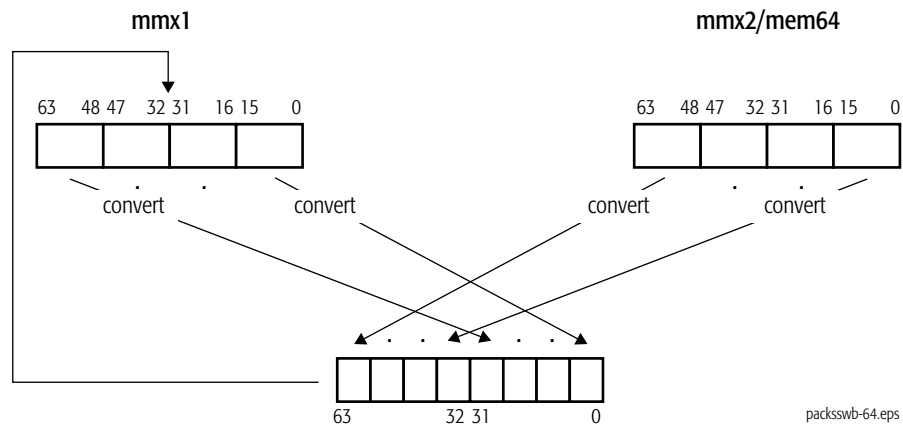 mmx1 mmx2/mem64
63 48 47 32 31 16 15 0 63 48 47 32 31 16 15 0
. . . .
convert convert convert convert
. . . .
63 32 31 0
packsswb-64.eps